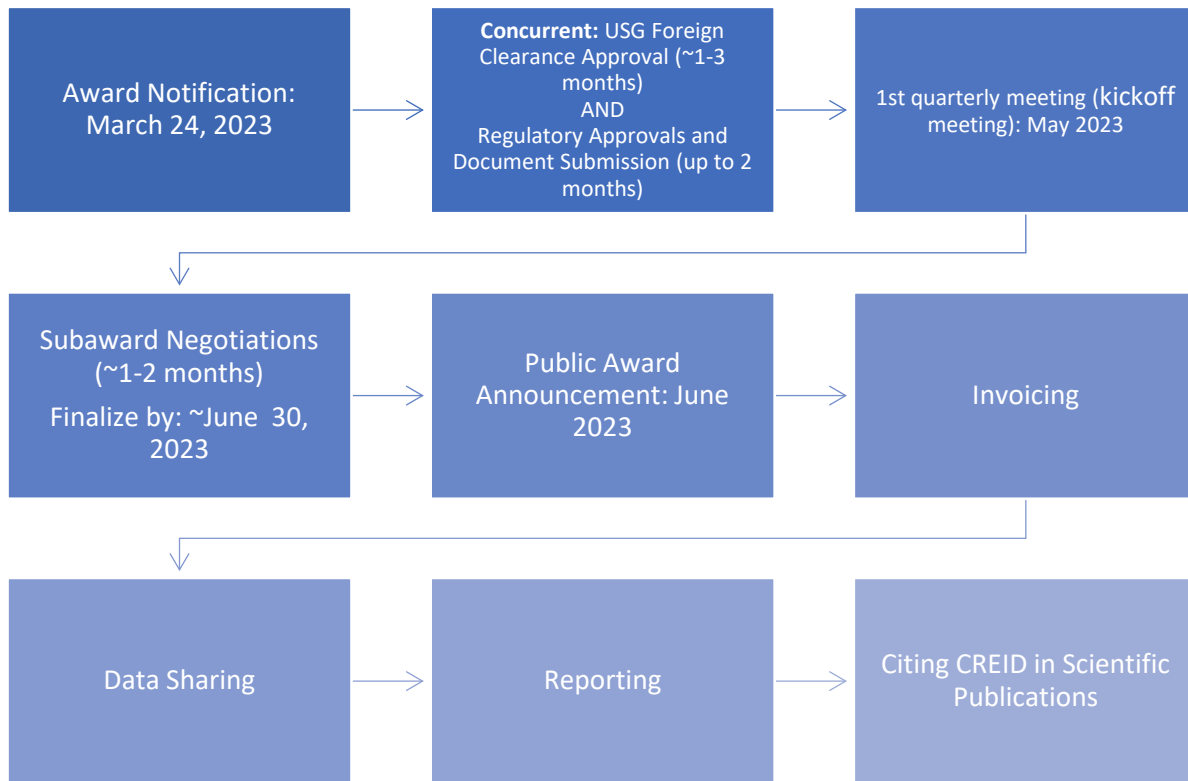 Award Notification:
March 24, 2023
Concurrent: USG Foreign
Clearance Approval (~1-3
months)
AND
Regulatory Approvals and
Document Submission (up to 2
months)
1st quarterly meeting (kickoff
meeting): May 2023
Subaward Negotiations
(~1-2 months)
Finalize by: ~June 30,
2023
Public Award
Announcement: June
2023
Invoicing
Data Sharing
Reporting
Citing CREID in Scientific
Publications